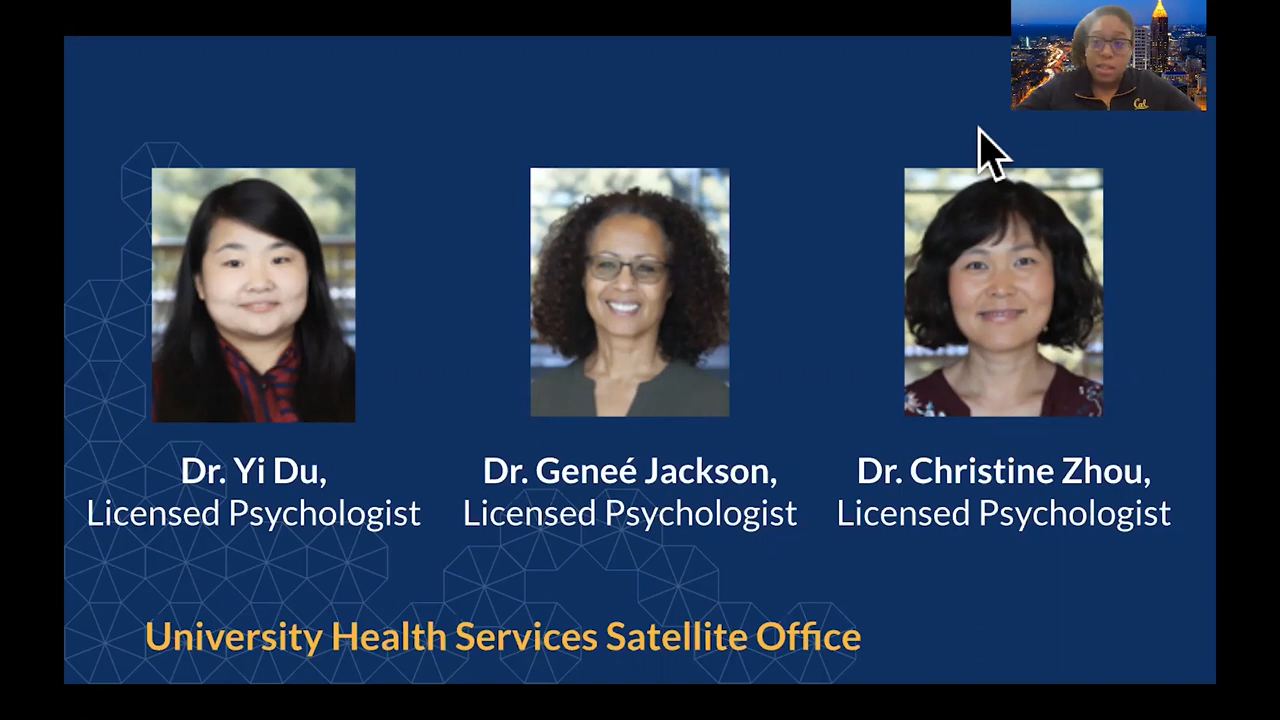 Cal
Dr. Yi Du,
Licensed Psychologist
Dr. Geneé Jackson,
Licensed Psychologist
Dr. Christine Zhou,
Licensed Psychologist
University Health Services Satellite Office